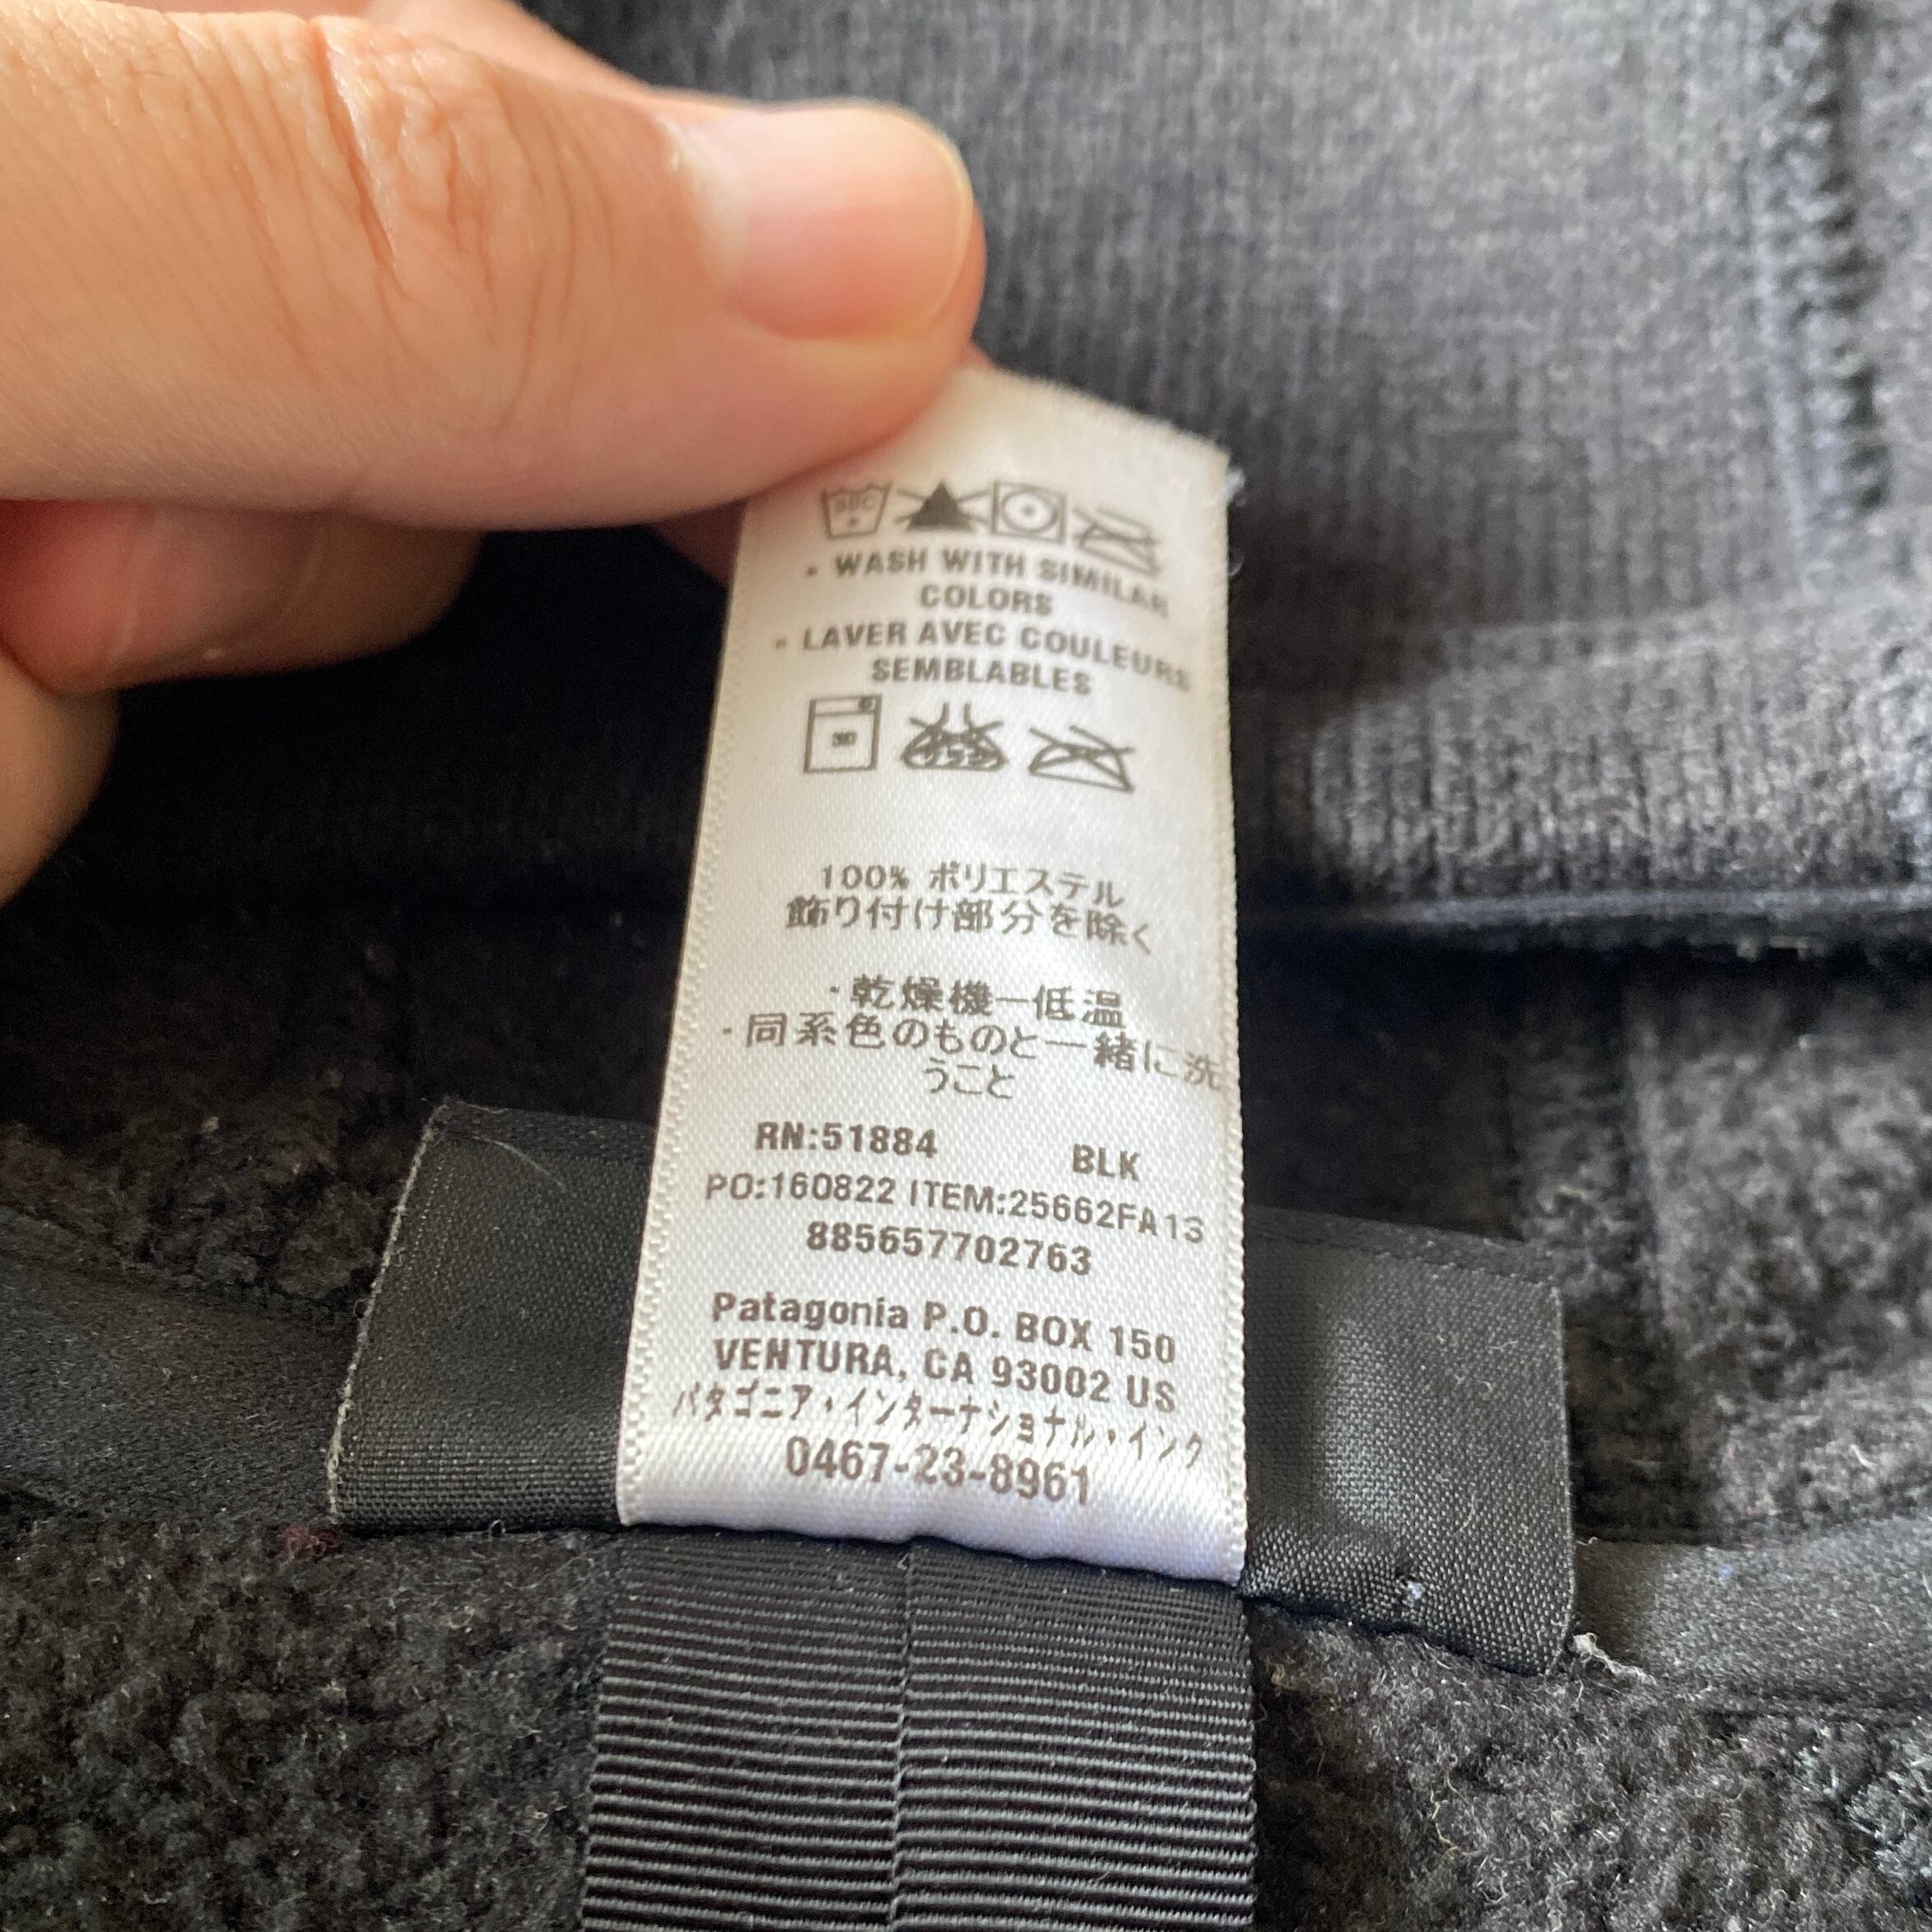 • WASH WITH SIMILAR
COLORS
• LAVER AVEC COULEURS
SEMBLABLES
100% ポリエステル
飾り付け部分を除く
・乾燥機ー低温
・同系色のものと一緒に洗
うこと
RN:51884 BLK
PO:160822 ITEM:25662FA13
885657702763
Patagonia P.O. BOX 150
VENTURA, CA 93002 US
パタゴニア・インターナショナル・インク
0467-23-8961